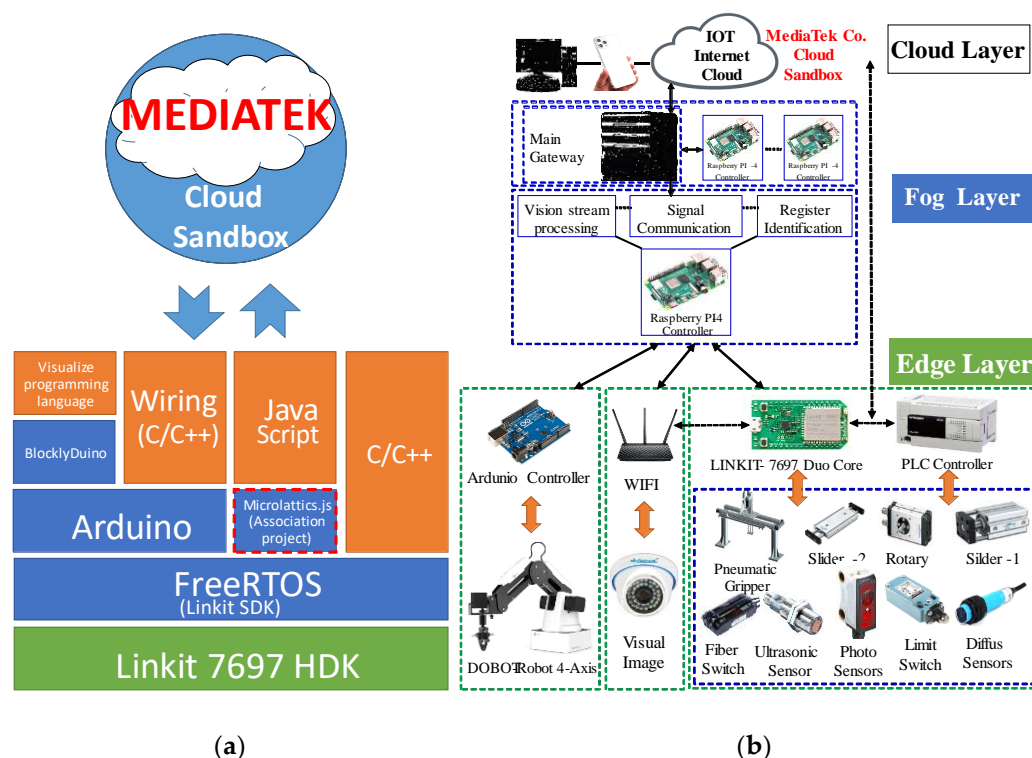 MEDIATEK
Cloud
Sandbox
Visualize
programming
language
BlocklyDuino
Wiring
(C/C++)
Java
Script
C/C++
Arduino
Microlattics.js
(Association
project)
FreeRTOS
(Linkit SDK)
Linkit 7697 HDK
(a)
IOT
Internet
Cloud
MediaTek Co.
Cloud
Sandbox
Cloud Layer
Main
Gateway
Raspberry PI -4
Controller
Raspberry PI -4
Controller
Fog Layer
Vision stream
processing
Signal
Communication
Register
Identification
Raspberry PI4
Controller
Edge Layer
Ardunio Controller
WIFI
LINKIT- 7697 Duo Core
PLC Controller
DOBOT Robot 4-Axis
Visual
Image
Pneumatic
Gripper
Slider -2
Rotary
Silder -1
Fiber
Switch
Ultrasonic
Sensor
Photo
Sensors
Limit
Switch
Diffus
Sensors
(b)